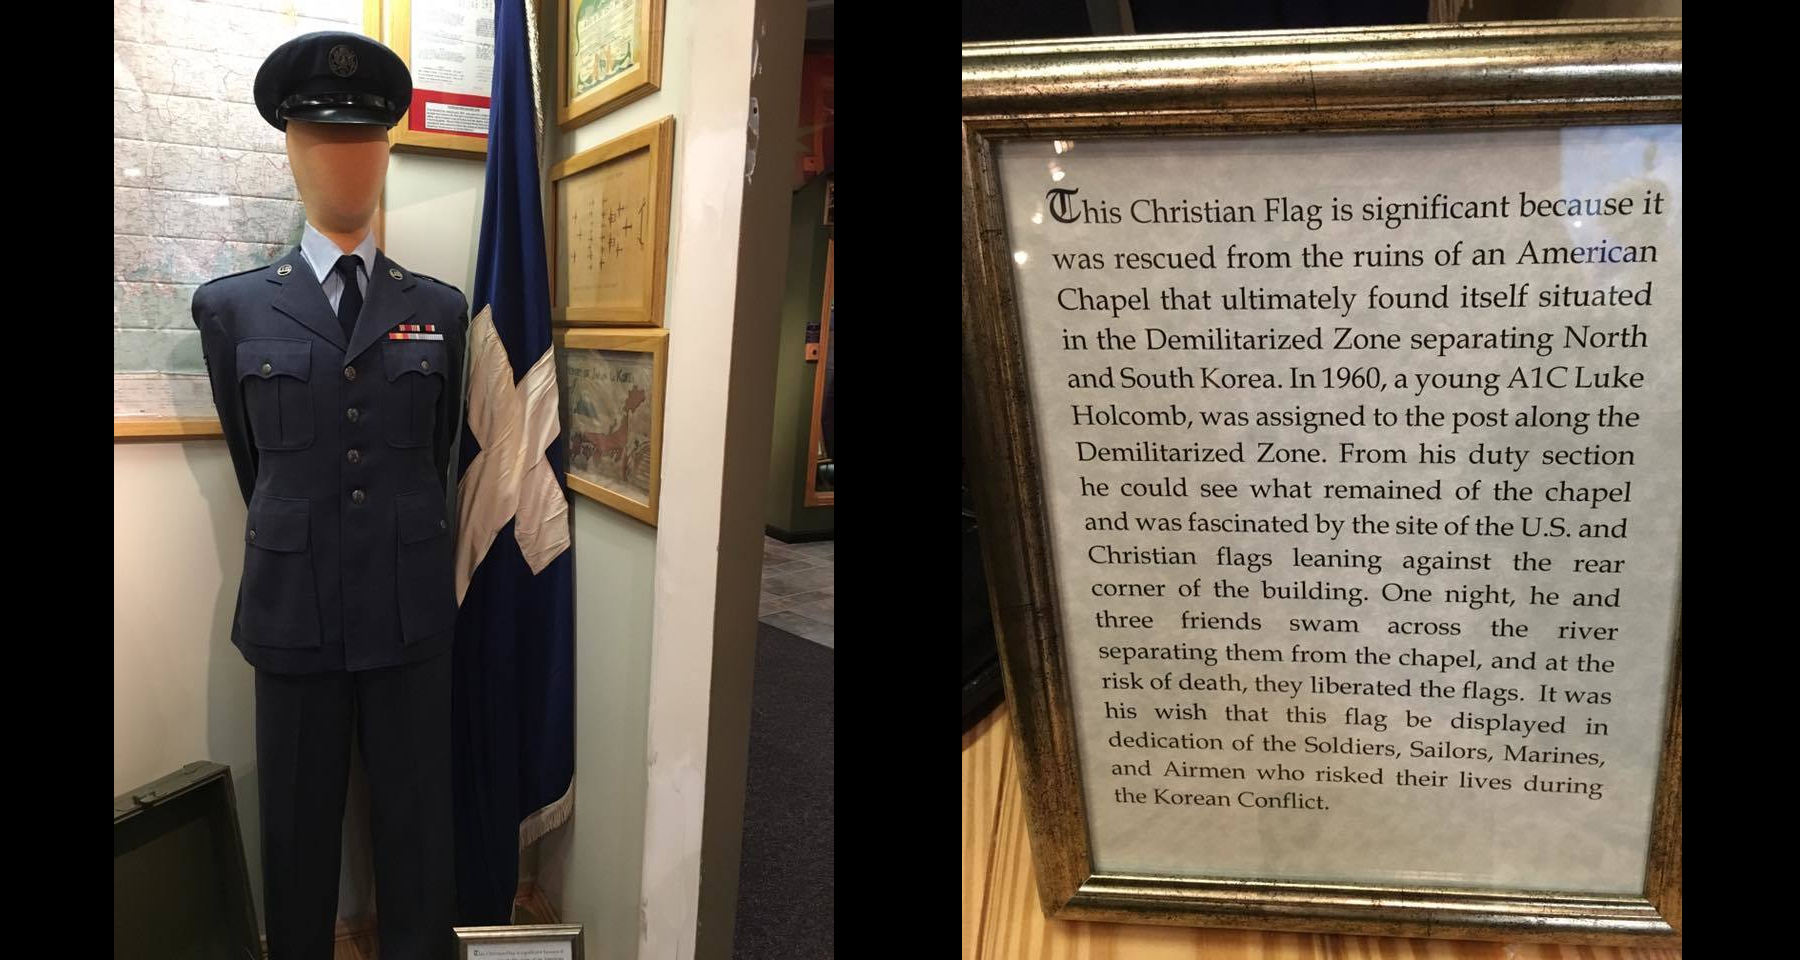 This Christian Flag is significant because it
was rescued from the ruins of an American
Chapel that ultimately found itself situated
in the Demilitarized Zone separating North
and South Korea. In 1960, a young A1C Luke
Holcomb, was assigned to the post along the
Demilitarized Zone. From his duty section
he could see what remained of the chapel
and was fascinated by the site of the U.S. and
Christian flags leaning against the rear
corner of the building. One night, he and
three friends swam across the river
separating them from the chapel, and at the
risk of death, they liberated the flags. It was
his wish that this flag be displayed in
dedication of the Soldiers, Sailors, Marines,
and Airmen who risked their lives during
the Korean Conflict.